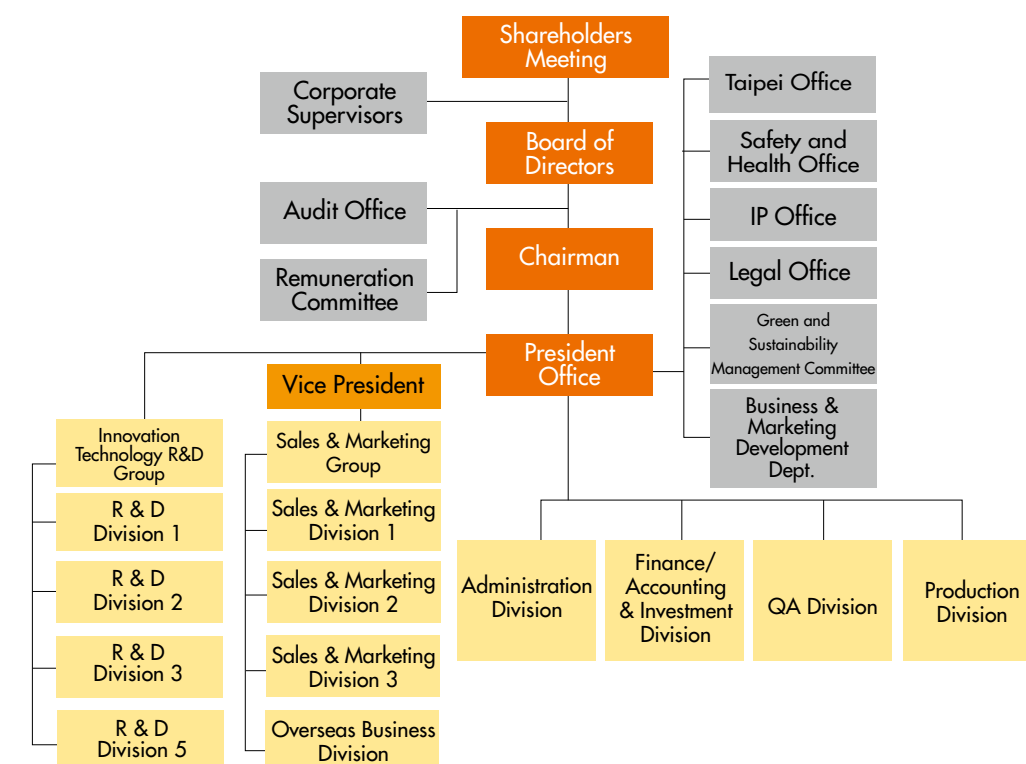 Shareholders
Meeting
Corporate
Supervisors
Board of
Directors
Audit Office
Remuneration
Committee
Chairman
President
Office
Taipei Office
Safety and
Health Office
IP Office
Legal Office
Green and
Sustainability
Management Committee
Business &
Marketing
Development
Dept.
Vice President
Innovation
Technology R&D
Group
R & D
Division 1
R & D
Division 2
R & D
Division 3
R & D
Division 5
Sales & Marketing
Group
Sales & Marketing
Division 1
Sales & Marketing
Division 2
Sales & Marketing
Division 3
Overseas Business
Division
Administration
Division
Finance/
Accounting
& Investment
Division
QA Division
Production
Division